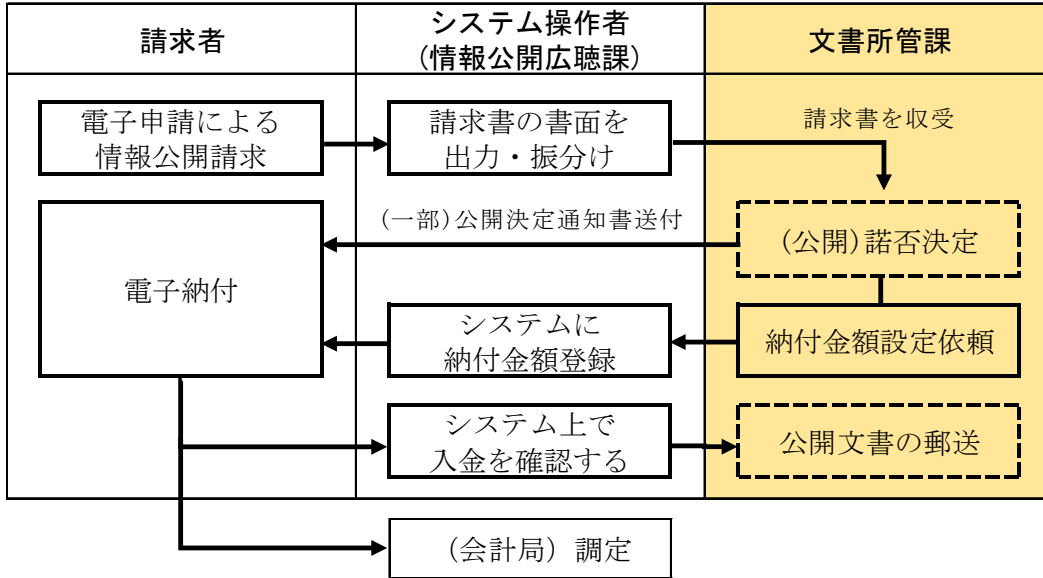 請求者
システム操作者
(情報公開広聴課)
文書所管課
電子申請による
情報公開請求
請求書の書面を
出力・振分け
請求書を収受
(一部)公開決定通知書送付
(公開)諾否決定
電子納付
システムに
納付金額登録
納付金額設定依頼
システム上で
入金を確認する
公開文書の郵送
(会計局) 調定